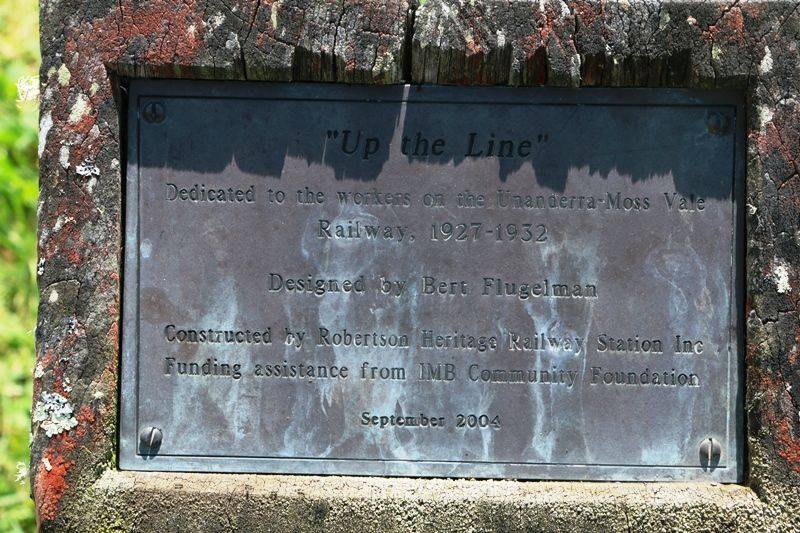 "Up the Line"
Dedicated to the workers on the Unanderra-Moss Vale
Railway, 1927-1932
Designed by Bert Flugelman
Constructed by Robertson Heritage Railway Station Inc
Funding assistance from IMB Community Foundation
September 2004